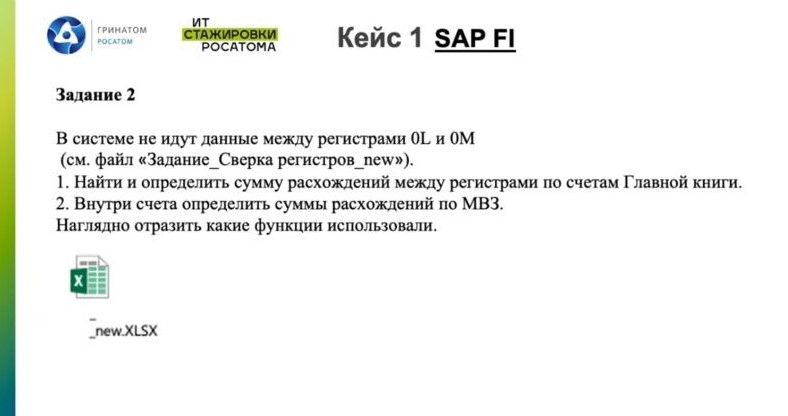 ГРИНАТОМ
РОСАТОМ
ИТ
СТАЖИРОВКИ
РОСАТОМА
Кейс 1 SAP FI
Задание 2
В системе не идут данные между регистрами 0L и 0M
(см. файл «Задание_Сверка регистров_new»).
1. Найти и определить сумму расхождений между регистрами по счетам Главной книги.
2. Внутри счета определить суммы расхождений по МВЗ.
Наглядно отразить какие функции использовали.
X
_
_new.XLSX